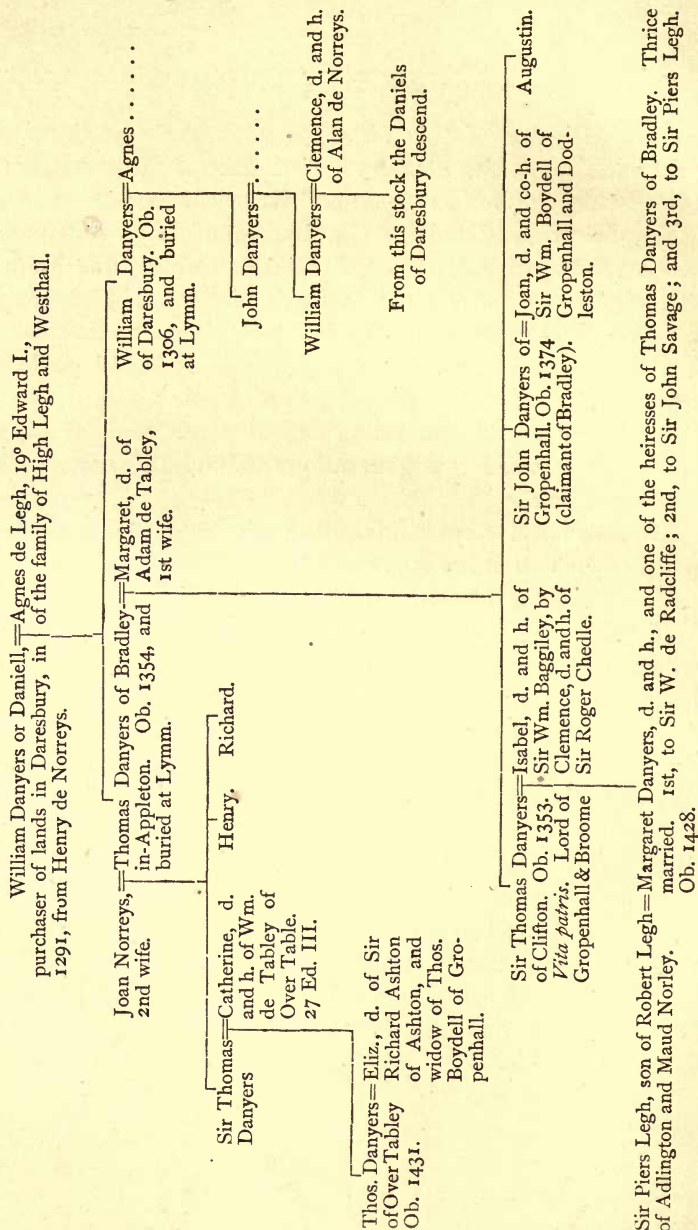 William Danyers or Daniell,=Agnes de Legh, 19º Edward I.,
purchaser of lands in Daresbury, in | of the family of High Legh and Westhall.
1291, from Henry de Norreys.
Joan Norreys,=Thomas Danyers of Bradley-=Margaret, d. of
2nd wife.
in-Appleton. Ob. 1354, and
buried at Lymm.
Adam de Tabley,
1st wife.
William Danyers=Agnes . . . . . .
of Daresbury. Ob.
1306, and buried
at Lymm.
John Danyers= . . . . . .
William Danyers=Clemence, d. and h.
of Alan de Norreys.
From this stock the Daniels
of Daresbury descend.
Sir Thomas=Catherine, d.
Danyers
and h. of Wm.
de Tabley of
Over Table.
27 Ed. III.
Henry. Richard.
Thos. Danyers=Eliz., d. of Sir
of Over Tabley
Ob. 1431.
Richard Ashton
of Ashton, and
widow of Thos.
Boydell of Gro-
penhall.
Sir Thomas Danyers=Isabel, d. and h. of
of Clifton. Ob. 1353.
Vita patris. Lord of
Gropenhall & Broome
Sir Wm. Baggiley, by
Clemence, d. and h. of
Sir Roger Chedle.
Sir John Danyers of=Joan, d. and co-h. of
Gropenhall. Ob. 1374
(claimant of Bradley).
Sir Wm. Boydell of
Gropenhall and Dod-
leston.
Augustin.
Sir Piers Legh, son of Robert Legh=Margaret Danyers, d. and h., and one of the heiresses of Thomas Danyers of Bradley. Thrice
of Adlington and Maud Norley.
married. 1st, to Sir W. de Radcliffe; 2nd, to Sir John Savage; and 3rd, to Sir Piers Legh.
Ob. 1428.